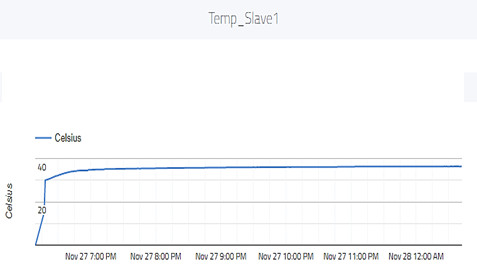 Temp_Slave1
Celsius
40
20
Celsius
Nov 27 7:00 PM Nov 27 8:00 PM Nov 27 9:00 PM Nov 27 10:00 PM Nov 27 11:00 PM Nov 28 12:00 AM